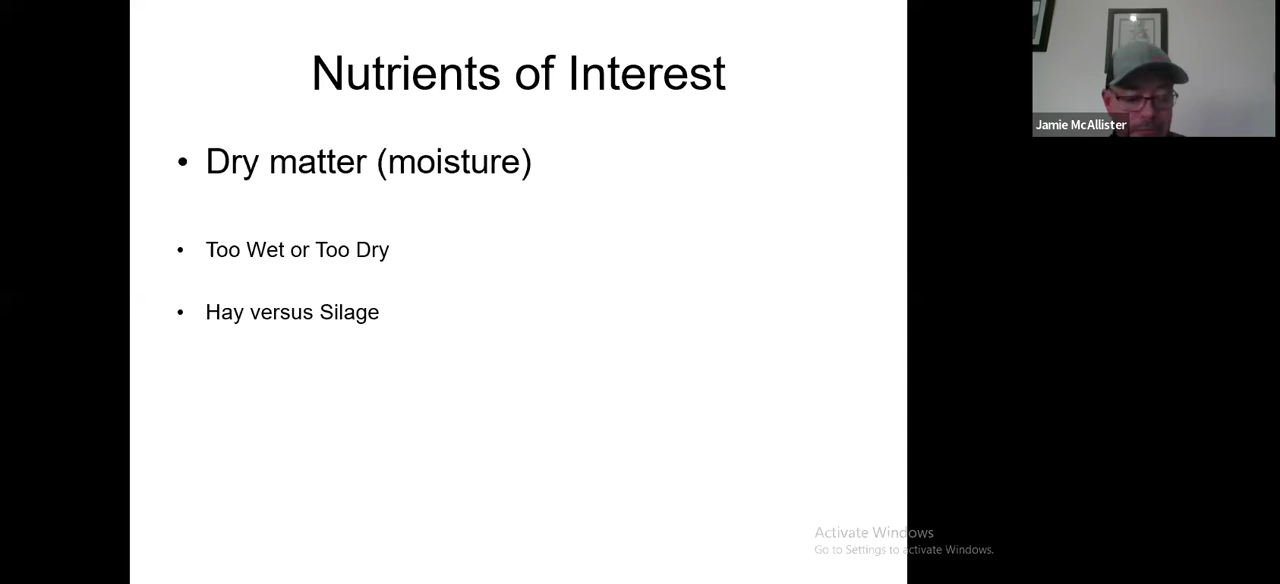 Nutrients of Interest
• Dry matter (moisture)
• Too Wet or Too Dry
• Hay versus Silage
Jamie McAllister
Activate Windows
Go to Settings to activate Windows.